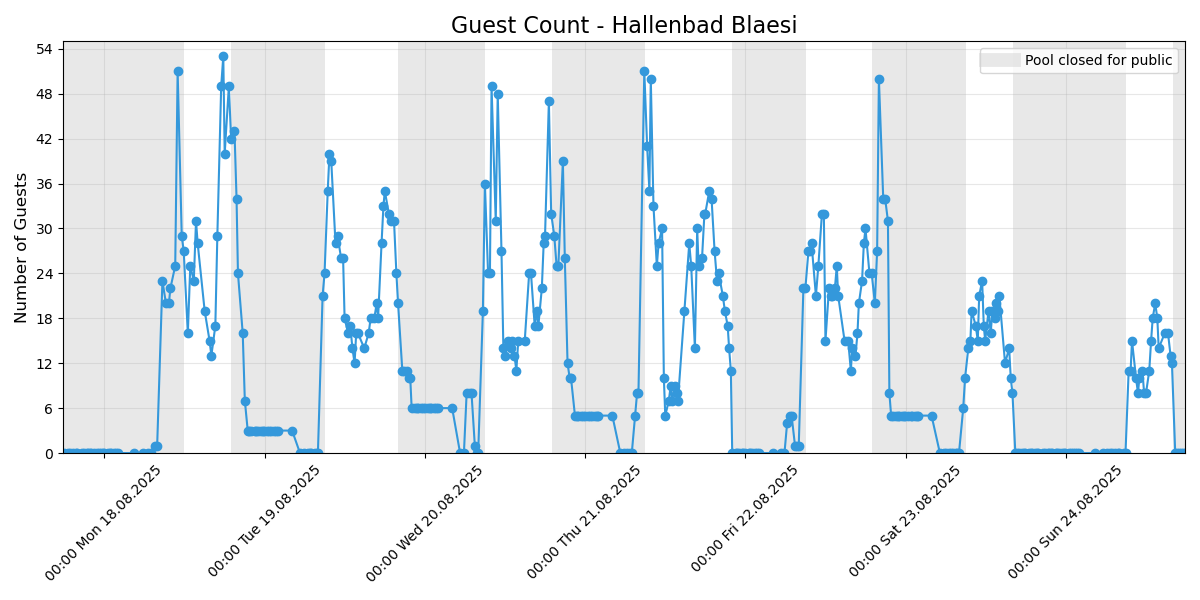 Guest Count - Hallenbad Blaesi
Pool closed for public
Number of Guests
54
48
42
36
30
24
18
12
6
0
00:00 Mon 18.08.2025
00:00 Tue 19.08.2025
00:00 Wed 20.08.2025
00:00 Thu 21.08.2025
00:00 Fri 22.08.2025
00:00 Sat 23.08.2025
00:00 Sun 24.08.2025